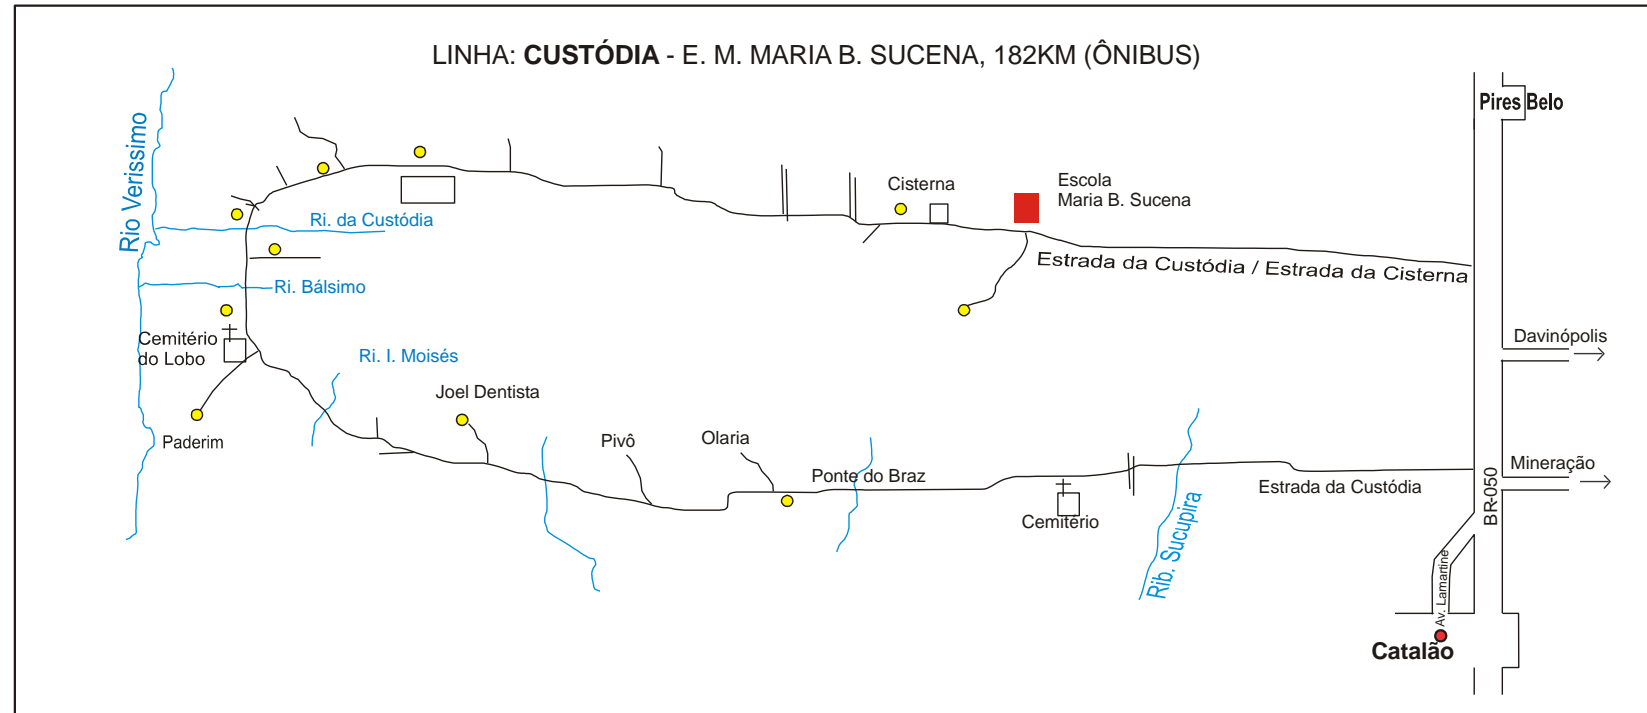 LINHA: CUSTÓDIA - E. M. MARIA B. SUCENA, 182KM (ÔNIBUS)
Pires Belo
Rio Verissimo
Cisterna
Escola
Maria B. Sucena
Ri. da Custódia
Estrada da Custódia / Estrada da Cisterna
Ri. Bálsimo
Cemitério
do Lobo
Davinópolis
Ri. I. Moisés
Joel Dentista
Paderim
Pivô
Olaria
Ponte do Braz
Mineração
Estrada da Custódia
BR-050
Cemitério
Rib. Sucupira
Av. Lamartine
Catalão